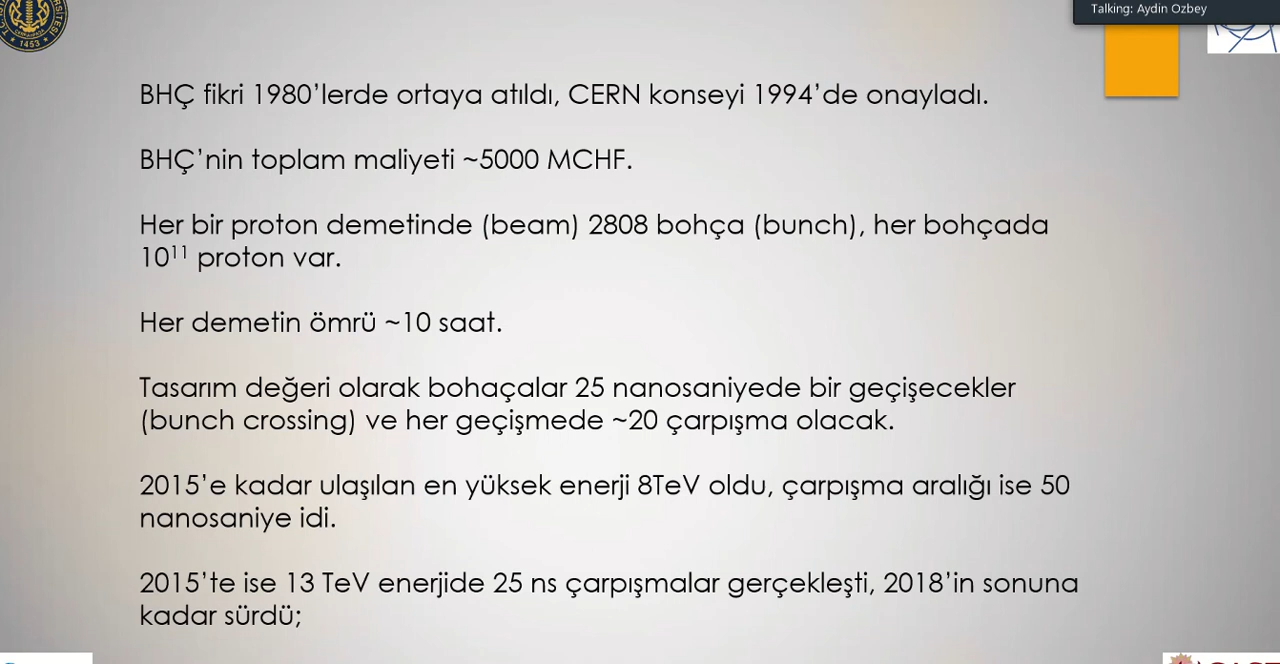 Talking: Aydin Ozbey
1453
BHÇ fikri 1980’lerde ortaya atıldı, CERN konseyi 1994’de onayladı.
BHÇ’nin toplam maliyeti ~5000 MCHF.
Her bir proton demetinde (beam) 2808 bohça (bunch), her bohçada
10¹¹ proton var.
Her demetin ömrü ~10 saat.
Tasarım değeri olarak bohaçalar 25 nanosaniyede bir geçişecekler
(bunch crossing) ve her geçişmede ~20 çarpışma olacak.
2015’e kadar ulaşılan en yüksek enerji 8TeV oldu, çarpışma aralığı ise 50
nanosaniye idi.
2015’te ise 13 TeV enerjide 25 ns çarpışmalar gerçekleşti, 2018’in sonuna
kadar sürdü;